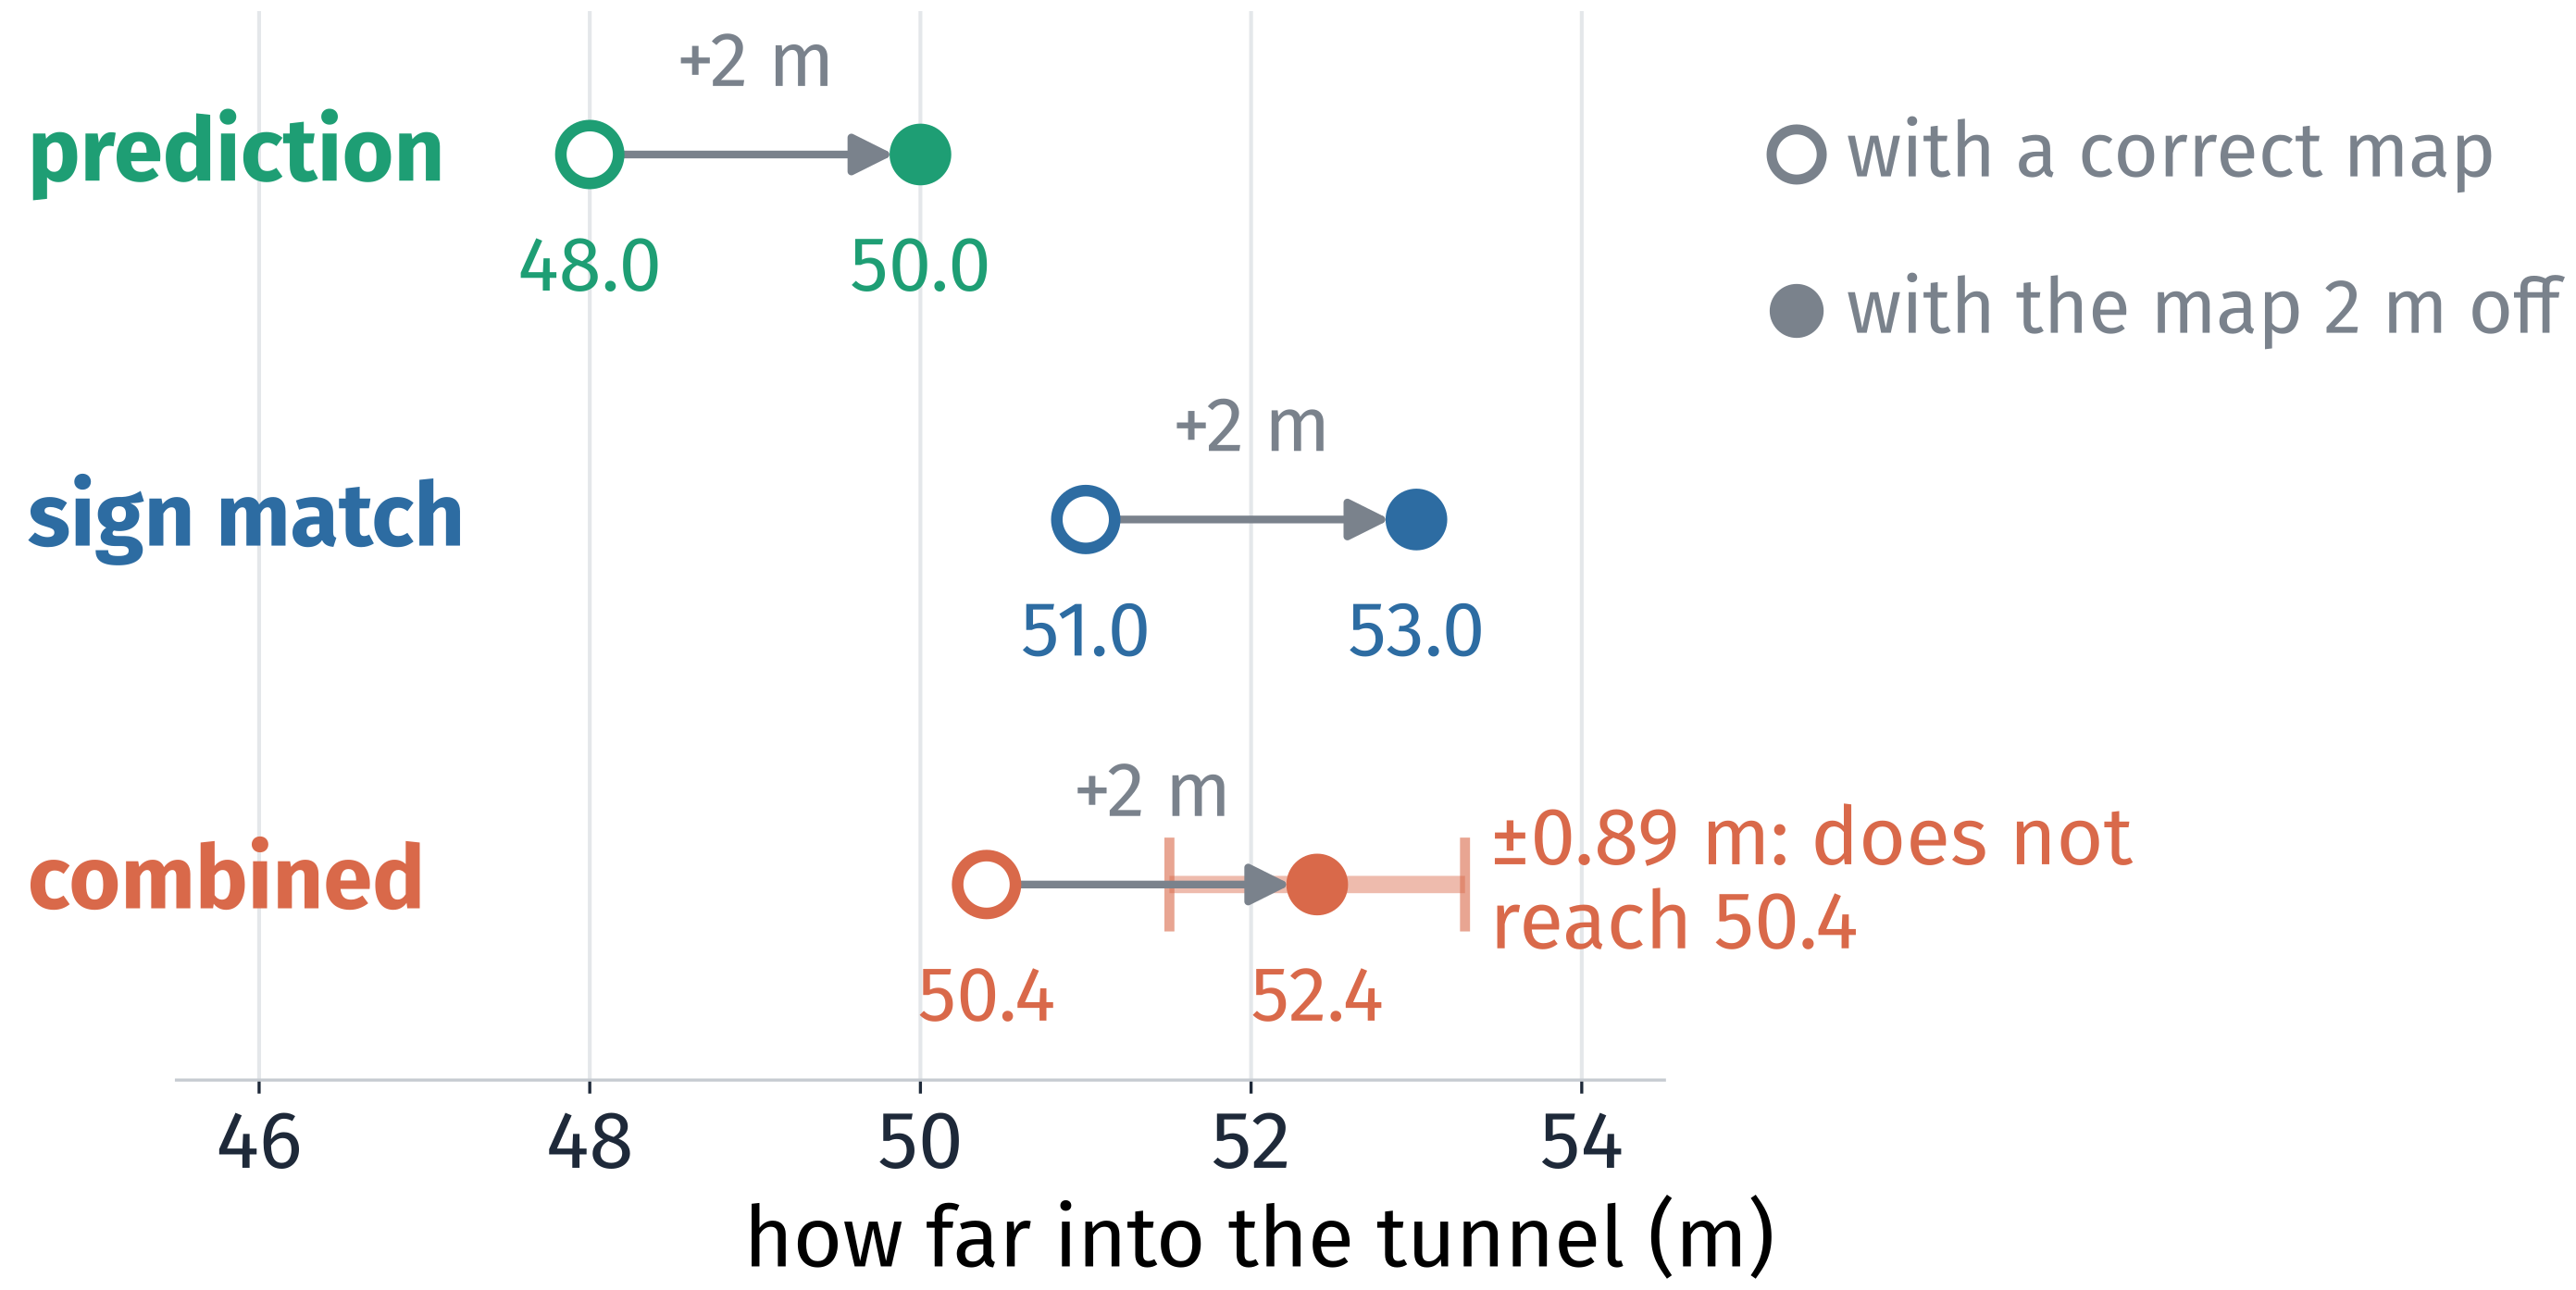 +2 m
prediction
48.0
50.0
with a correct map
with the map 2 m off
+2 m
sign match
51.0
53.0
+2 m
combined
50.4
52.4
±0.89 m: does not
reach 50.4
46
48
50
52
54
how far into the tunnel (m)